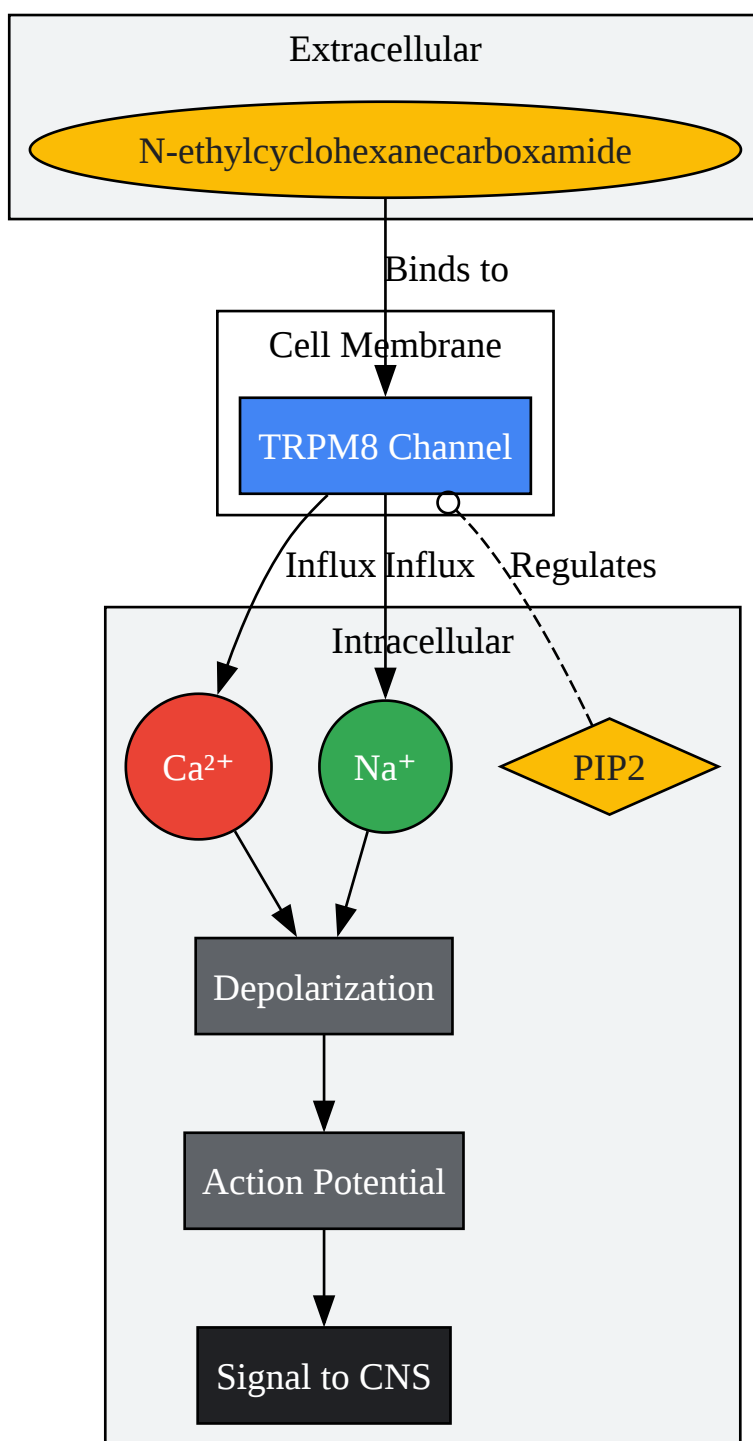 Extracellular
N-ethylcyclohexanecarboxamide
Binds to
Cell Membrane
TRPM8 Channel
Influx
Influx
Regulates
Intracellular
Ca²⁺
Na⁺
PIP2
Depolarization
Action Potential
Signal to CNS